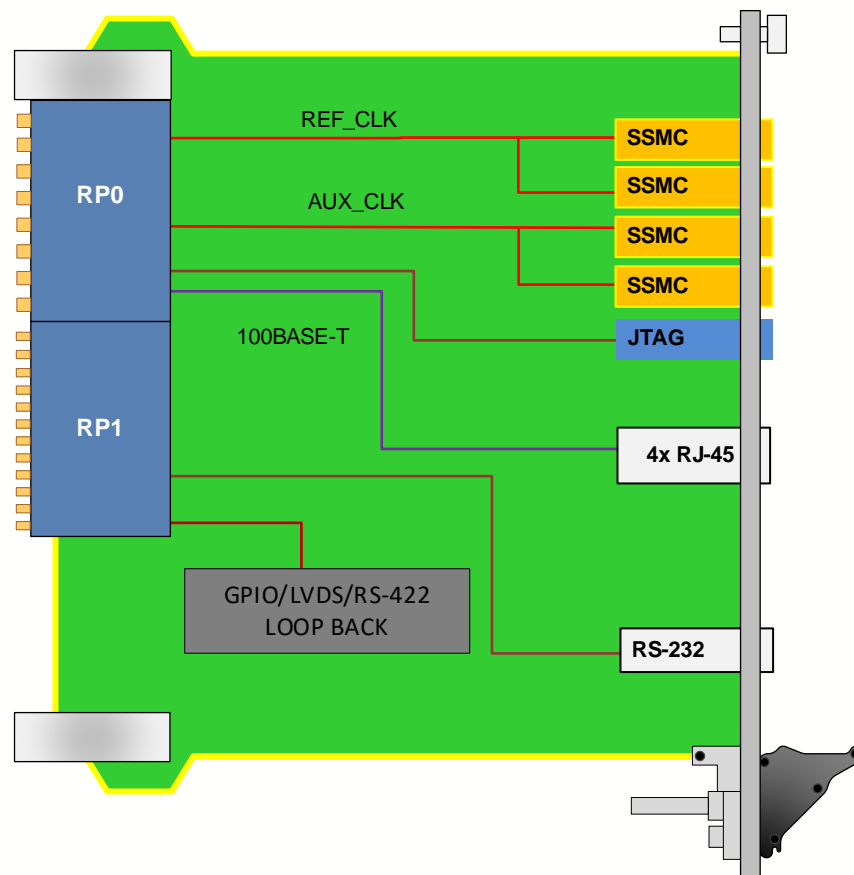 REF_CLK
SSMC
SSMC
RP0
AUX_CLK
SSMC
SSMC
100BASE-T
JTAG
RP1
4x RJ-45
GPIO/LVDS/RS-422
LOOP BACK
RS-232